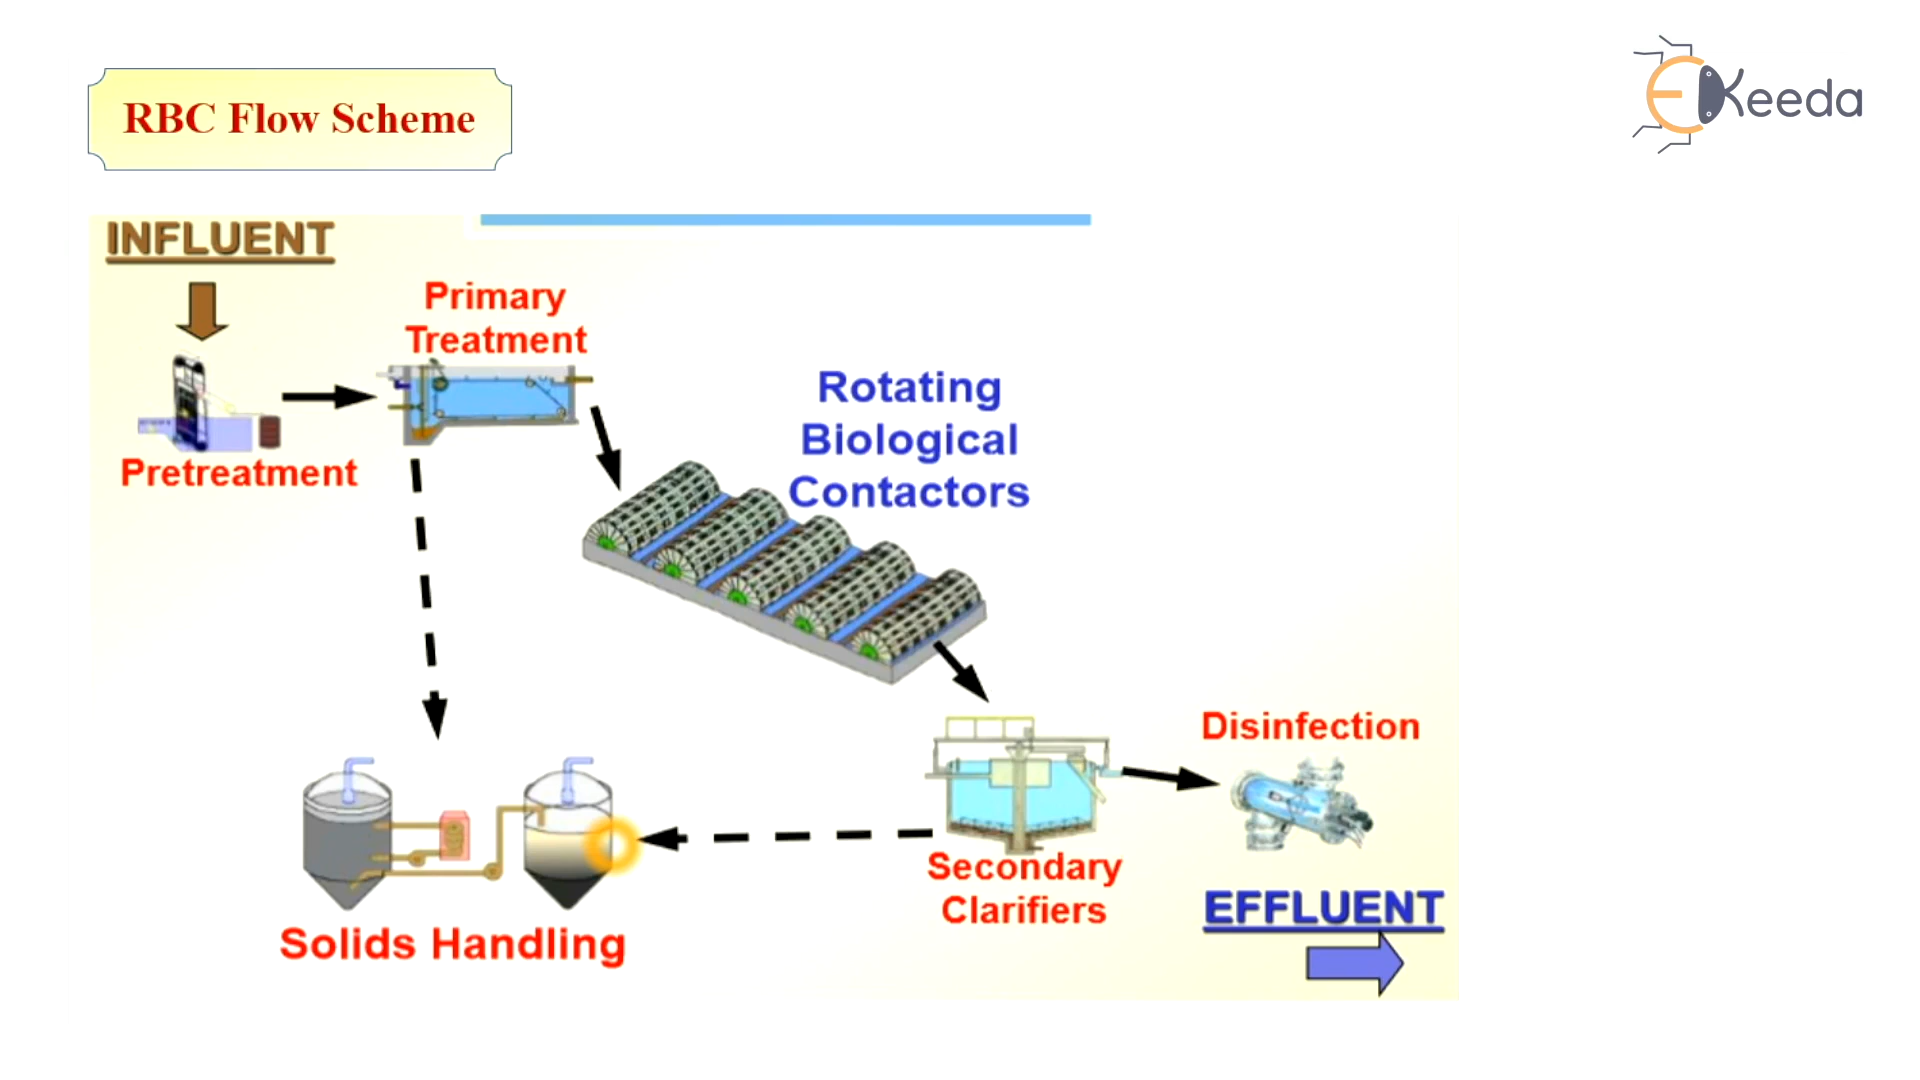 RBC Flow Scheme
EKeeda
INFLUENT
Primary
Treatment
Pretreatment
Rotating
Biological
Contactors
Disinfection
Secondary
Clarifiers
EFFLUENT
Solids Handling